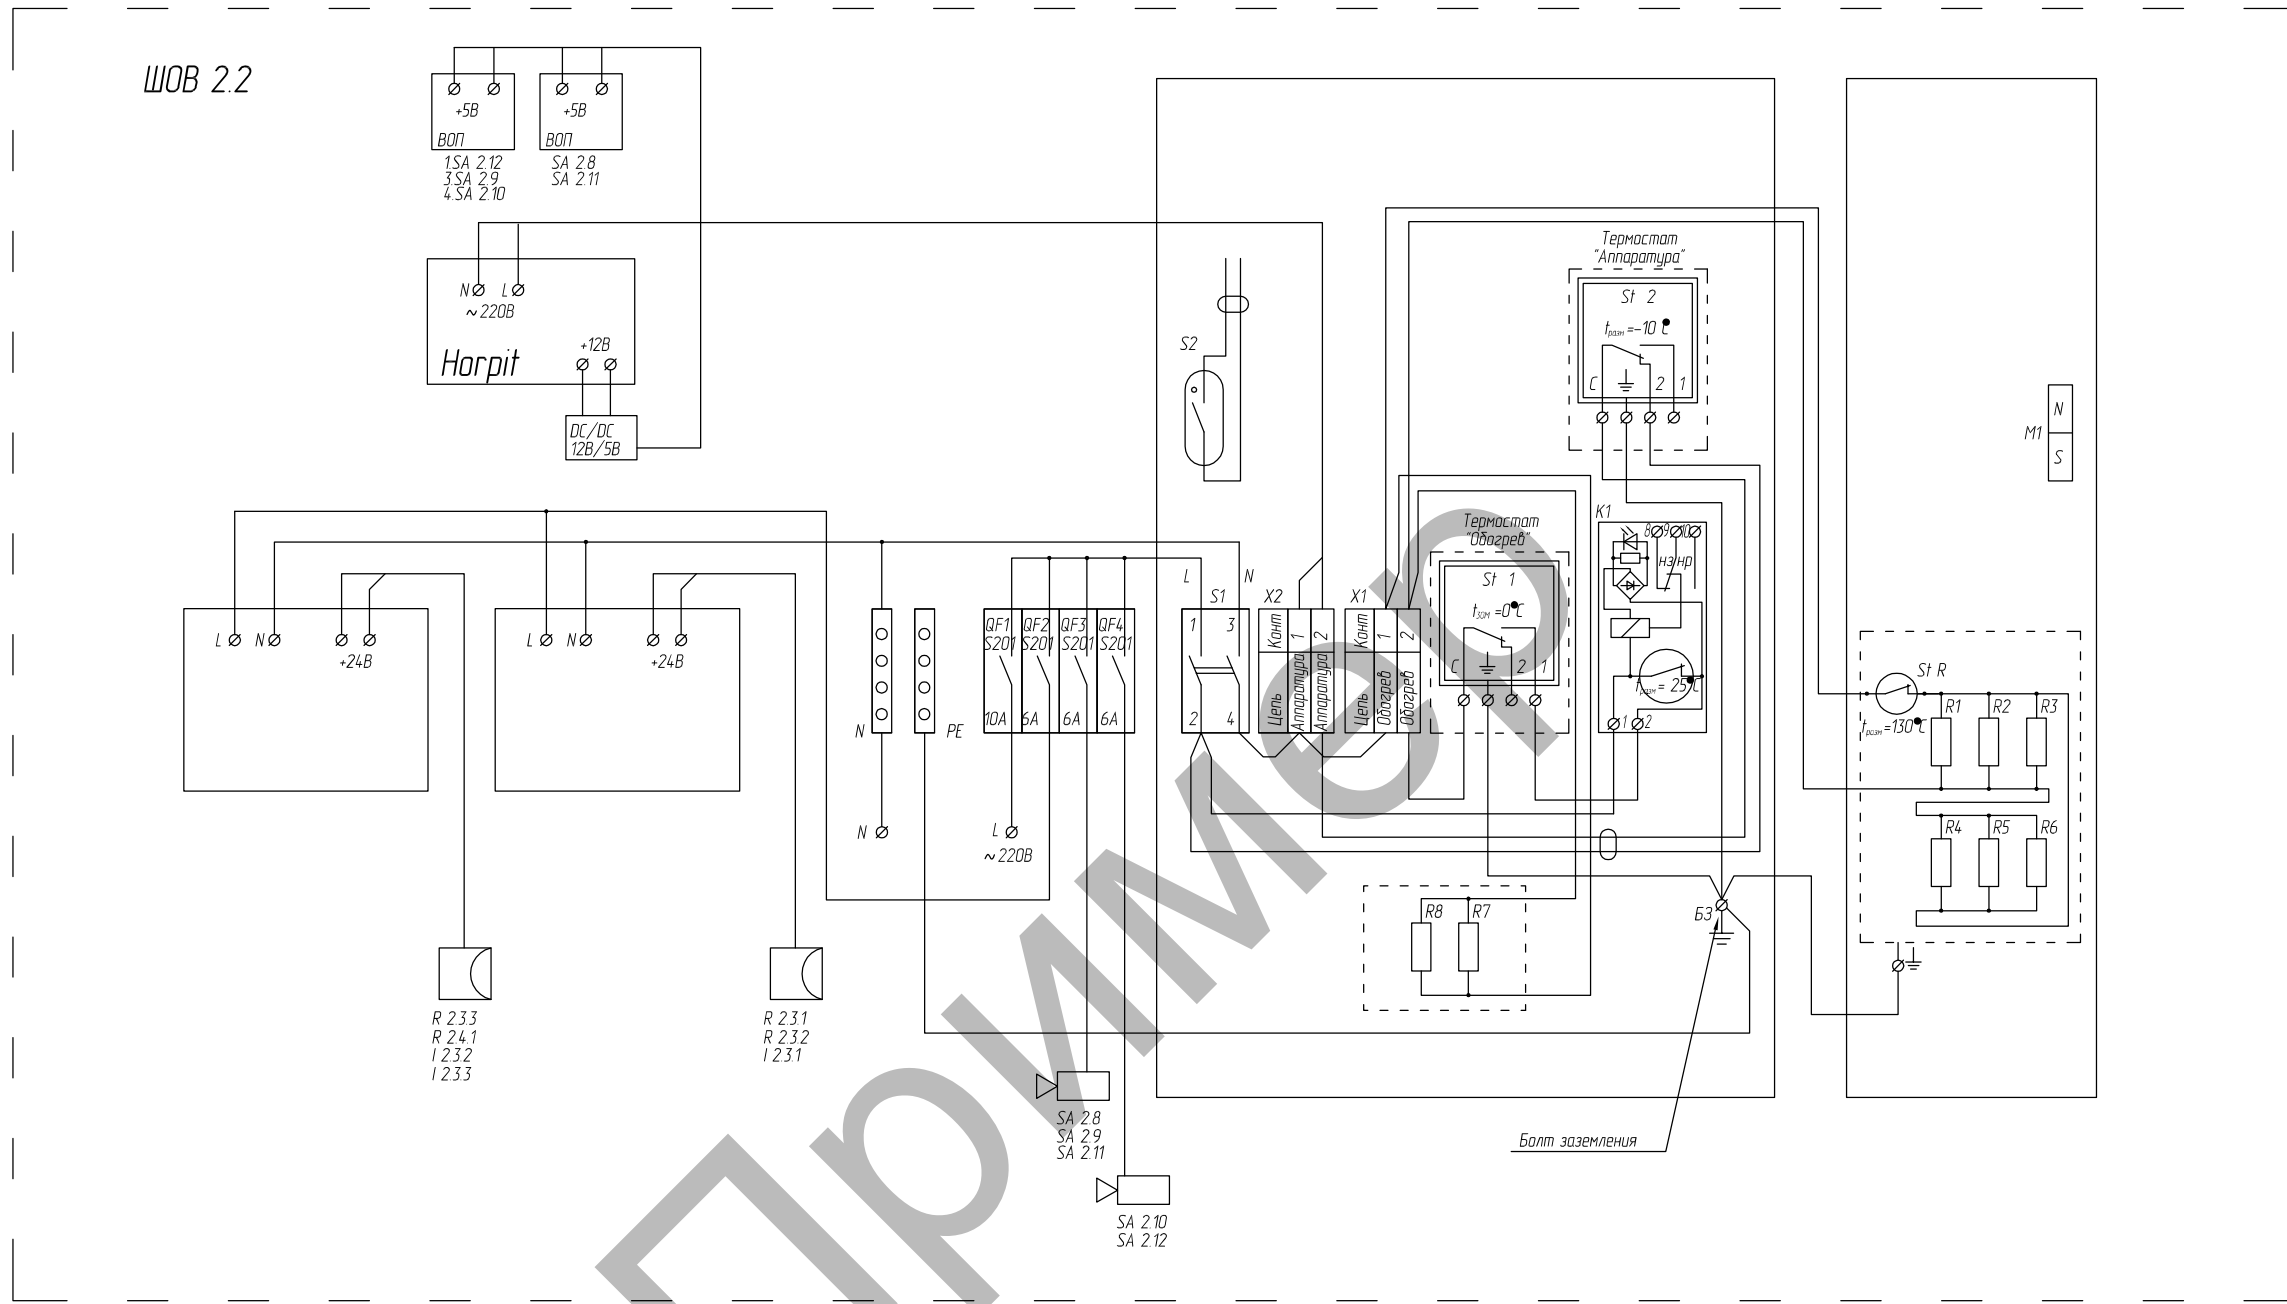 ШОВ 2.2
+5В
+5В
ВОП
ВОП
1.SA 2.12
3.SA 2.9
4.SA 2.10
SA 2.8
SA 2.11
N
L
~220В
+12В
Horpit
DC/DC
12В/5В
S2
Термостат
"Аппаратура"
St 2
tразм=-10°C
C
2
1
M1
N
S
Термостат
"Обогрев"
St 1
tзам=0°C
C
2
1
K1
8
9
10
нз
нр
tразм= 25°C
1
2
L
N
+24В
L
N
+24В
N
PE
QF1
S201
10А
QF2
S201
6А
QF3
S201
6А
QF4
S201
6А
L
N
S1
1
3
2
4
X2
Конт
1
2
Цепь
Аппаратура
Аппаратура
X1
Конт
1
2
Цепь
Обогрев
Обогрев
St R
tразм=130°C
R1
R2
R3
R4
R5
R6
N
L
~220В
R8
R7
БЗ
R 2.3.3
R 2.4.1
I 2.3.2
I 2.3.3
R 2.3.1
R 2.3.2
I 2.3.1
SA 2.8
SA 2.9
SA 2.11
SA 2.10
SA 2.12
Болт заземления
Пример